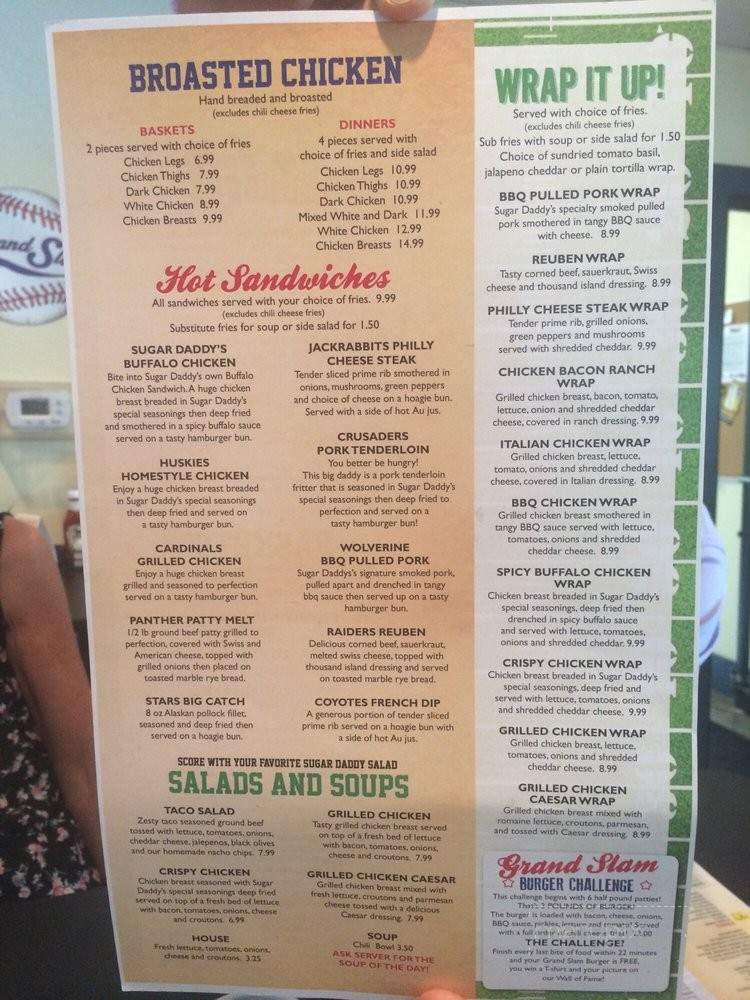 BROASTED CHICKEN
Hand breaded and broasted
(excludes chili cheese fries)
BASKETS
2 pieces served with choice of fries
Chicken Legs 6.99
Chicken Thighs 7.99
Dark Chicken 7.99
White Chicken 8.99
Chicken Breasts 9.99
DINNERS
4 pieces served with
choice of fries and side salad
Chicken Legs 10.99
Chicken Thighs 10.99
Dark Chicken 10.99
Mixed White and Dark 11.99
White Chicken 12.99
Chicken Breasts 14.99
Hot Sandwiches
All sandwiches served with your choice of fries. 9.99
(excludes chili cheese fries)
Substitute fries for soup or side salad for 1.50
SUGAR DADDY'S
BUFFALO CHICKEN
Bite into Sugar Daddy's own Buffalo
Chicken Sandwich. A huge chicken
breast breaded in Sugar Daddy's
special seasonings then deep fried
and smothered in a spicy buffalo sauce
served on a tasty hamburger bun.
HUSKIES
HOMESTYLE CHICKEN
Enjoy a huge chicken breast breaded
in Sugar Daddy's special seasonings
then deep fried and served on
a tasty hamburger bun.
CARDINALS
GRILLED CHICKEN
Enjoy a huge chicken breast
grilled and seasoned to perfection
served on a tasty hamburger bun.
PANTHER PATTY MELT
1/2 lb ground beef patty grilled to
perfection, covered with Swiss and
American cheese, topped with
grilled onions then placed on
toasted marble rye bread.
STARS BIG CATCH
8 oz Alaskan pollock fillet,
seasoned and deep fried then
served on a hoagie bun.
JACKRABBITS PHILLY
CHEESE STEAK
Tender sliced prime rib smothered in
onions, mushrooms, green peppers
and choice of cheese on a hoagie bun.
Served with a side of hot Au jus.
CRUSADERS
PORK TENDERLOIN
You better be hungry!
This big daddy is a pork tenderloin
fritter that is seasoned in Sugar Daddy's
special seasonings then deep fried to
perfection and served on a
tasty hamburger bun!
WOLVERINE
BBQ PULLED PORK
Sugar Daddys's signature smoked pork,
pulled apart and drenched in tangy
bbq sauce then served up on a tasty
hamburger bun.
RAIDERS REUBEN
Delicious corned beef, sauerkraut,
melted swiss cheese, topped with
thousand island dressing and served
on toasted marble rye bread.
COYOTES FRENCH DIP
A generous portion of tender sliced
prime rib served on a hoagie bun with
a side of hot Au jus.
SCORE WITH YOUR FAVORITE SUGAR DADDY SALAD
SALADS AND SOUPS
TACO SALAD
Zesty taco seasoned ground beef
tossed with lettuce, tomatoes, onions,
cheddar cheese, jalepenos, black olives
and our homemade nacho chips. 7.99
CRISPY CHICKEN
Chicken breast seasoned with Sugar
Daddy's special seasonings deep fried
served on top of a fresh bed of lettuce
with bacon, tomatoes, onions, cheese
and croutons. 6.99
HOUSE
Fresh lettuce, tomatoes, onions,
cheese and croutons. 3.25
GRILLED CHICKEN
Tasty grilled chicken breast served
on top of a fresh bed of lettuce
with bacon, tomatoes, onions,
cheese and croutons. 7.99
GRILLED CHICKEN CAESAR
Grilled chicken breast mixed with
fresh lettuce, croutons and parmesan
cheese tossed with a delicious
Caesar dressing. 7.99
SOUP
Chili Bowl 3.50
ASK SERVER FOR THE
SOUP OF THE DAY!
WRAP IT UP!
Served with choice of fries.
(excludes chili cheese fries)
Sub fries with soup or side salad for 1.50
Choice of sundried tomato basil,
jalapeno cheddar or plain tortilla wrap.
BBQ PULLED PORK WRAP
Sugar Daddy's specialty smoked pulled
pork smothered in tangy BBQ sauce
with cheese. 8.99
REUBEN WRAP
Tasty corned beef, sauerkraut, Swiss
cheese and thousand island dressing. 8.99
PHILLY CHEESE STEAK WRAP
Tender prime rib, grilled onions,
green peppers and mushrooms
served with shredded cheddar. 9.99
CHICKEN BACON RANCH
WRAP
Grilled chicken breast, bacon, tomato,
lettuce, onion and shredded cheddar
cheese, covered in ranch dressing. 9.99
ITALIAN CHICKEN WRAP
Grilled chicken breast, lettuce,
tomato, onions and shredded cheddar
cheese, covered in Italian dressing. 8.99
BBQ CHICKEN WRAP
Grilled chicken breast smothered in
tangy BBQ sauce served with lettuce,
tomatoes, onions and shredded
cheddar cheese. 8.99
SPICY BUFFALO CHICKEN
WRAP
Chicken breast breaded in Sugar Daddy's
special seasonings, deep fried then
drenched in spicy buffalo sauce
and served with lettuce, tomatoes,
onions and shredded cheddar. 9.99
CRISPY CHICKEN WRAP
Chicken breast breaded in Sugar Daddy's
special seasonings, deep fried and
served with lettuce, tomatoes, onions
and shredded cheddar cheese. 9.99
GRILLED CHICKEN WRAP
Grilled chicken breast, lettuce,
tomatoes, onions and shredded
cheddar cheese. 8.99
GRILLED CHICKEN
CAESAR WRAP
Grilled chicken breast mixed with
romaine lettuce, croutons, parmesan,
and tossed with Caesar dressing. 8.99
Grand Slam
BURGER CHALLENGE
This challenge begins with 6 half pound patties!
That's 3 POUNDS OF BURGER!
The burger is loaded with bacon, cheese, onions,
BBQ sauce, pickles, lettuce and tomato! Served
with a full order of chili cheese fries!
THE CHALLENGE?
Finish every last bite of food within 22 minutes
and your Grand Slam Burger is FREE,
you win a T-shirt and your picture on
our Wall of Fame!
and S